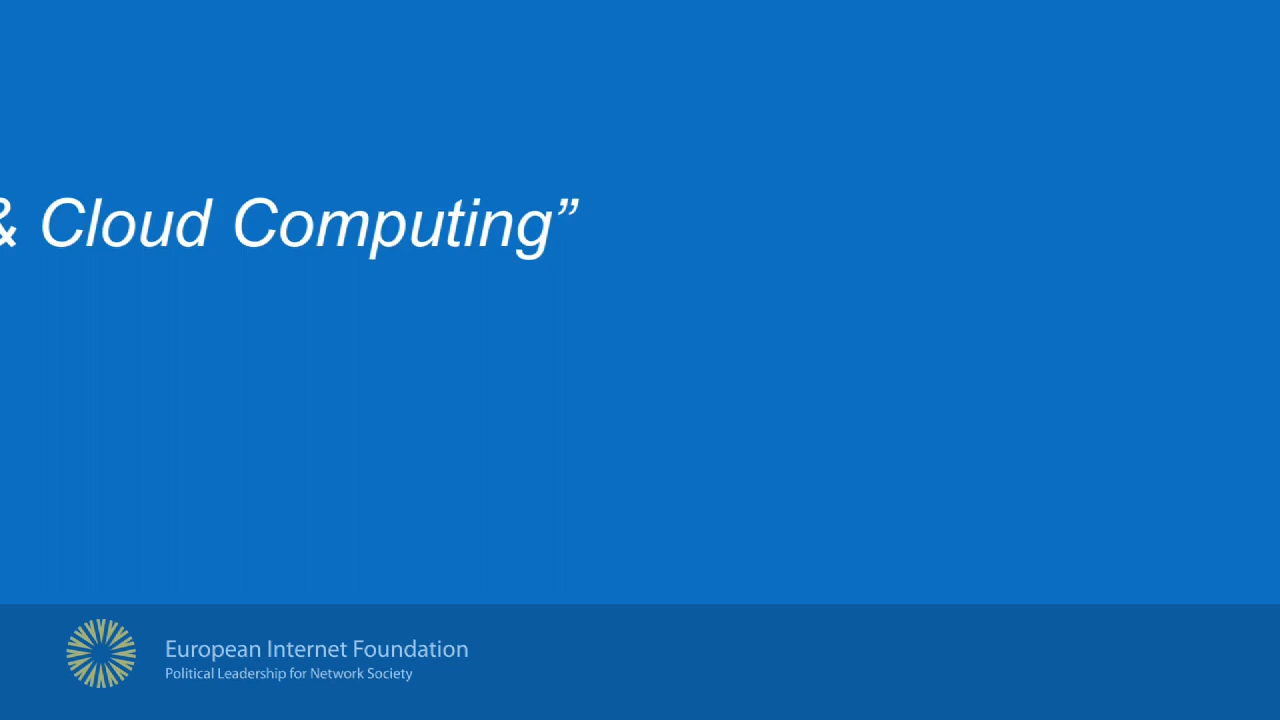 & Cloud Computing”
European Internet Foundation
Political Leadership for Network Society